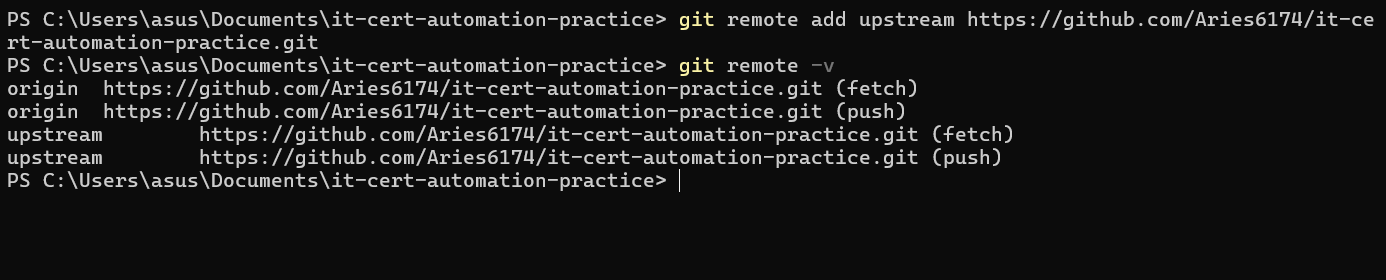 PS C:\Users\asus\Documents\it-cert-automation-practice> git remote add upstream https://github.com/Aries6174/it-ce
rt-automation-practice.git
PS C:\Users\asus\Documents\it-cert-automation-practice> git remote -v
origin  https://github.com/Aries6174/it-cert-automation-practice.git (fetch)
origin  https://github.com/Aries6174/it-cert-automation-practice.git (push)
upstream        https://github.com/Aries6174/it-cert-automation-practice.git (fetch)
upstream        https://github.com/Aries6174/it-cert-automation-practice.git (push)
PS C:\Users\asus\Documents\it-cert-automation-practice>